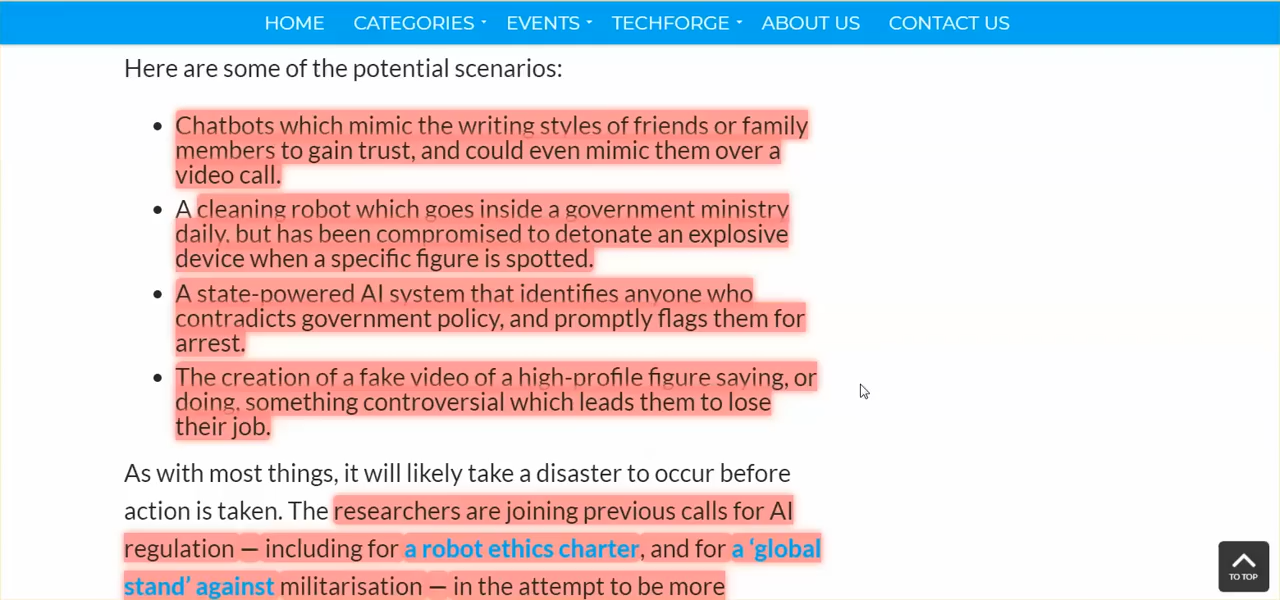 HOME CATEGORIES EVENTS TECHFORGE ABOUT US CONTACT US
Here are some of the potential scenarios:
Chatbots which mimic the writing styles of friends or family
members to gain trust, and could even mimic them over a
video call.
A cleaning robot which goes inside a government ministry
daily, but has been compromised to detonate an explosive
device when a specific figure is spotted.
A state-powered AI system that identifies anyone who
contradicts government policy, and promptly flags them for
arrest.
The creation of a fake video of a high-profile figure saying, or
doing, something controversial which leads them to lose
their job.
As with most things, it will likely take a disaster to occur before
action is taken. The researchers are joining previous calls for AI
regulation — including for a robot ethics charter, and for a ‘global
stand’ against militarisation — in the attempt to be more
TO TOP